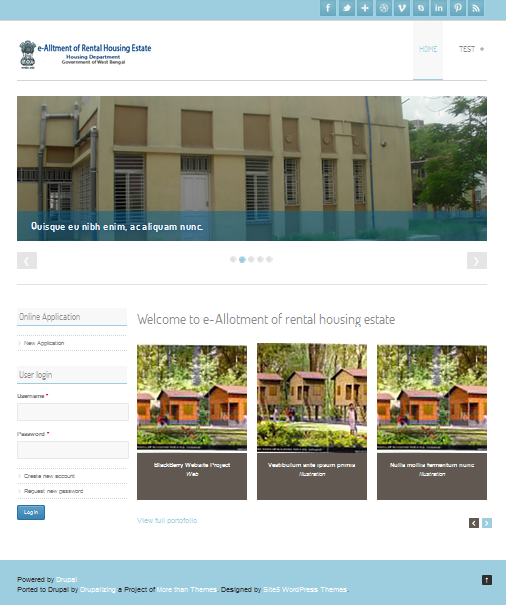 e-Alltment of Rental Housing Estate
Housing Department
Government of West Bengal
HOME
TEST
Quisque eu nibh enim, ac aliquam nunc.
Online Application
New Application
User login
Username *
Password *
Create new account
Request new password
Log in
Welcome to e-Allotment of rental housing estate
BlackBerry Website Project
Web
Vestibulum ante ipsum primis
Illustration
Nulla mollis fermentum nunc
Illustration
View full portofolio
Powered by Drupal
Ported to Drupal by Drupalizing a Project of More than Themes. Designed by Site5 WordPress Themes.